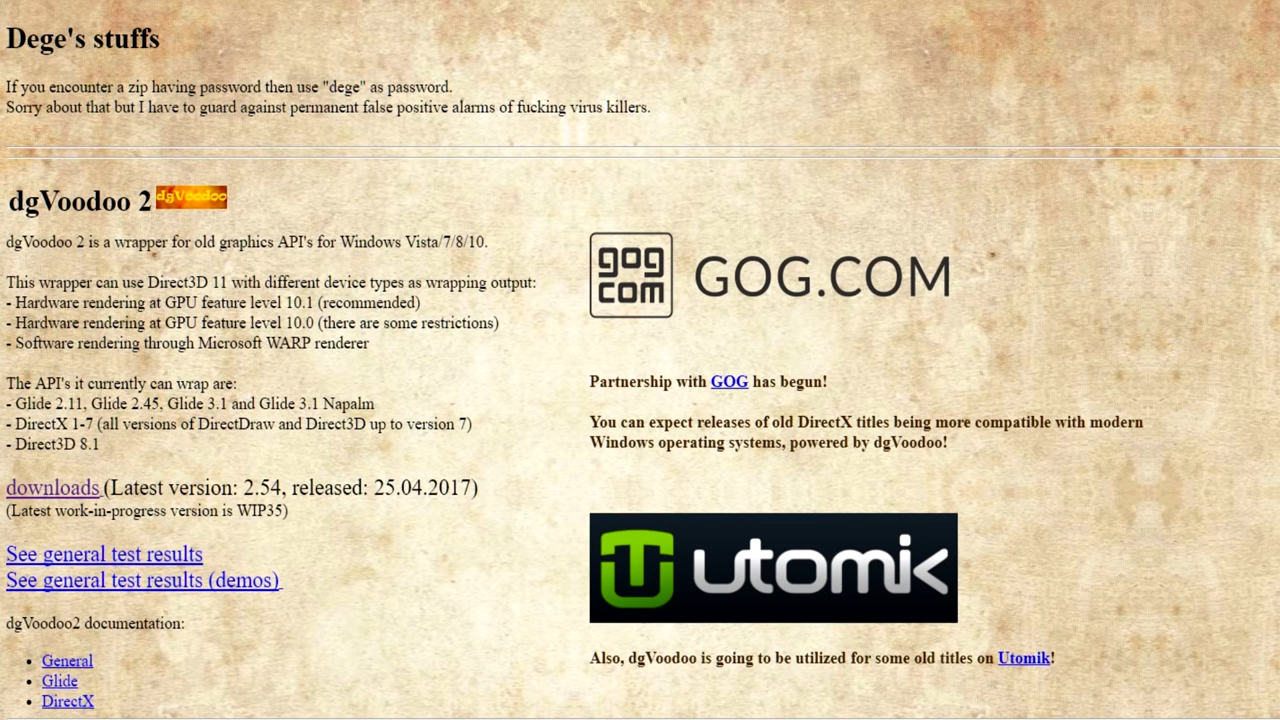 Dege's stuffs
If you encounter a zip having password then use "dege" as password.
Sorry about that but I have to guard against permanent false positive alarms of fucking virus killers.
dgVoodoo 2 dgVoodoo
dgVoodoo 2 is a wrapper for old graphics API's for Windows Vista/7/8/10.
This wrapper can use Direct3D 11 with different device types as wrapping output:
- Hardware rendering at GPU feature level 10.1 (recommended)
- Hardware rendering at GPU feature level 10.0 (there are some restrictions)
- Software rendering through Microsoft WARP renderer
The API's it currently can wrap are:
- Glide 2.11, Glide 2.45, Glide 3.1 and Glide 3.1 Napalm
- DirectX 1-7 (all versions of DirectDraw and Direct3D up to version 7)
- Direct3D 8.1
downloads (Latest version: 2.54, released: 25.04.2017)
(Latest work-in-progress version is WIP35)
See general test results
See general test results (demos)
dgVoodoo2 documentation:
• General
• Glide
• DirectX
gog
com
GOG.COM
Partnership with GOG has begun!
You can expect releases of old DirectX titles being more compatible with modern
Windows operating systems, powered by dgVoodoo!
utomik
Also, dgVoodoo is going to be utilized for some old titles on Utomik!